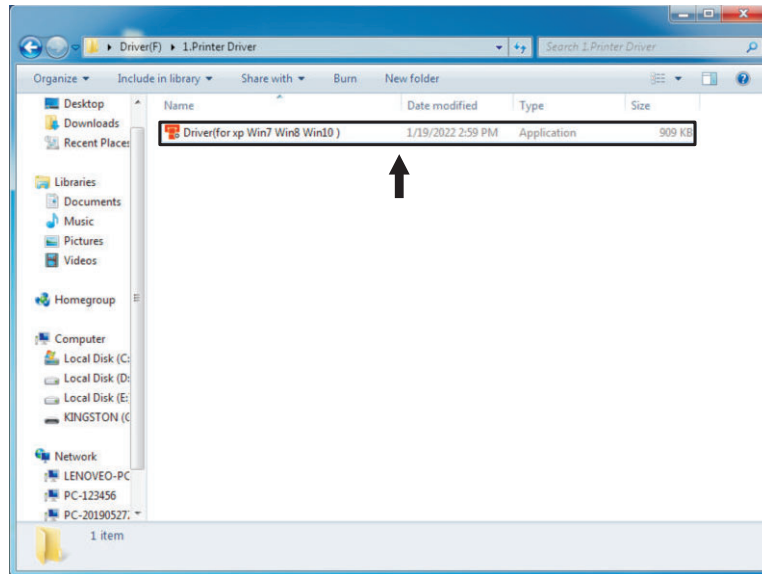 Driver(F) ▸ 1.Printer Driver
Search 1.Printer Driver
Organize Include in library Share with Burn New folder
Desktop
Downloads
Recent Places
Libraries
Documents
Music
Pictures
Videos
Homegroup
Computer
Local Disk (C:
Local Disk (D:
Local Disk (E:
KINGSTON (G
Network
LENOVEO-PC
PC-123456
PC-20190527
Name Date modified Type Size
Driver(for xp Win7 Win8 Win10 ) 1/19/2022 2:59 PM Application 909 KB
1 item